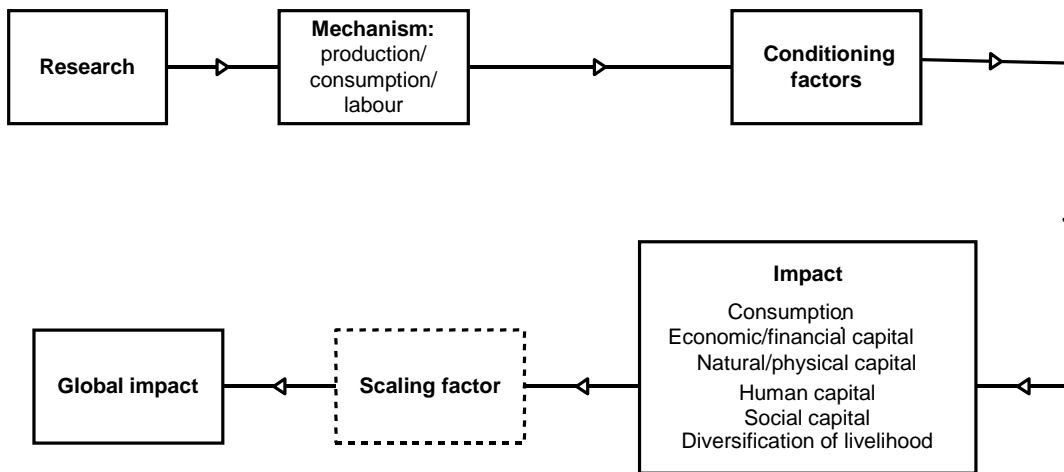 Research
Mechanism:
production/
consumption/
labour
Conditioning
factors
Impact
Consumption
Economic/financial capital
Natural/physical capital
Human capital
Social capital
Diversification of livelihood
Scaling factor
Global impact